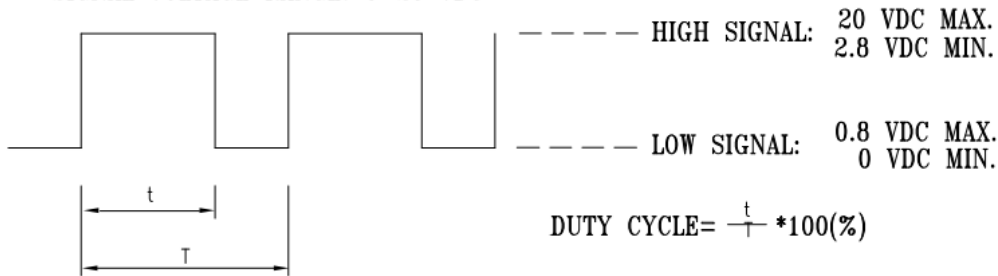 HIGH SIGNAL: 20 VDC MAX.
2.8 VDC MIN.
LOW SIGNAL: 0.8 VDC MAX.
0 VDC MIN.
t
T
DUTY CYCLE= t/T *100(%)